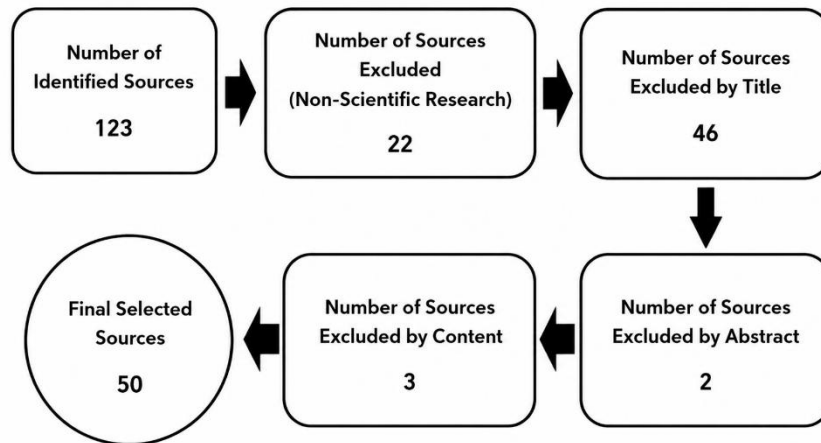 Number of
Identified Sources
123
Number of Sources
Excluded
(Non-Scientific Research)
22
Number of Sources
Excluded by Title
46
Number of Sources
Excluded by Abstract
2
Number of Sources
Excluded by Content
3
Final Selected
Sources
50